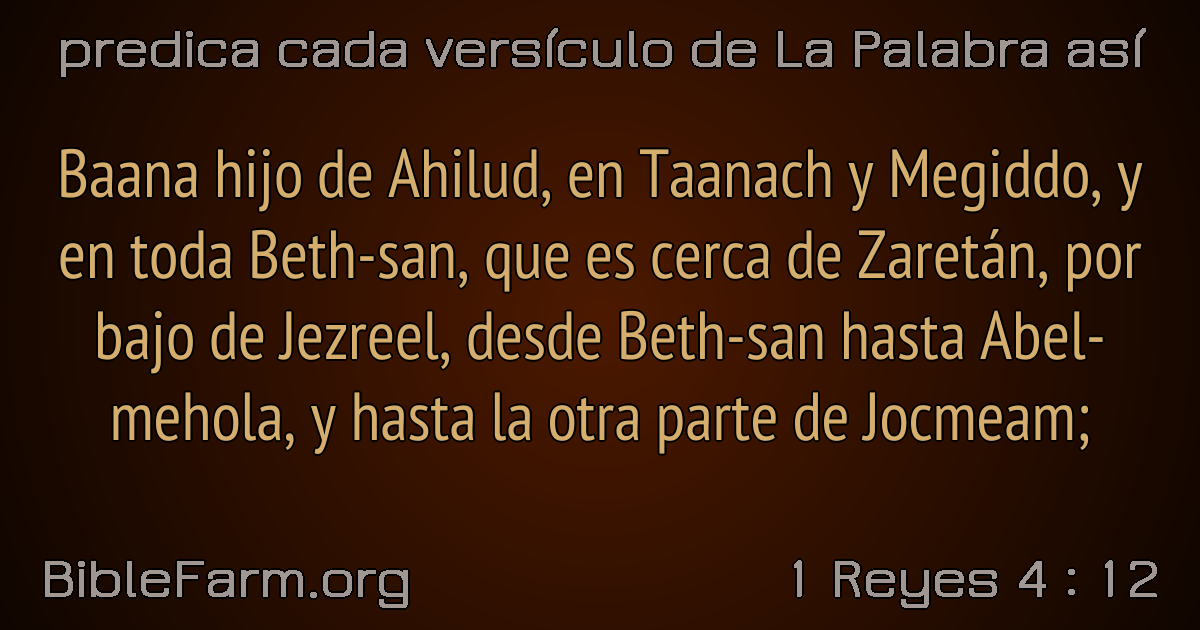 predica cada versículo de La Palabra así
Baana hijo de Ahilud, en Taanach y Megiddo, y
en toda Beth-san, que es cerca de Zaretán, por
bajo de Jezreel, desde Beth-san hasta Abel-
mehola, y hasta la otra parte de Jocmeam;
BibleFarm.org
1 Reyes 4 : 12